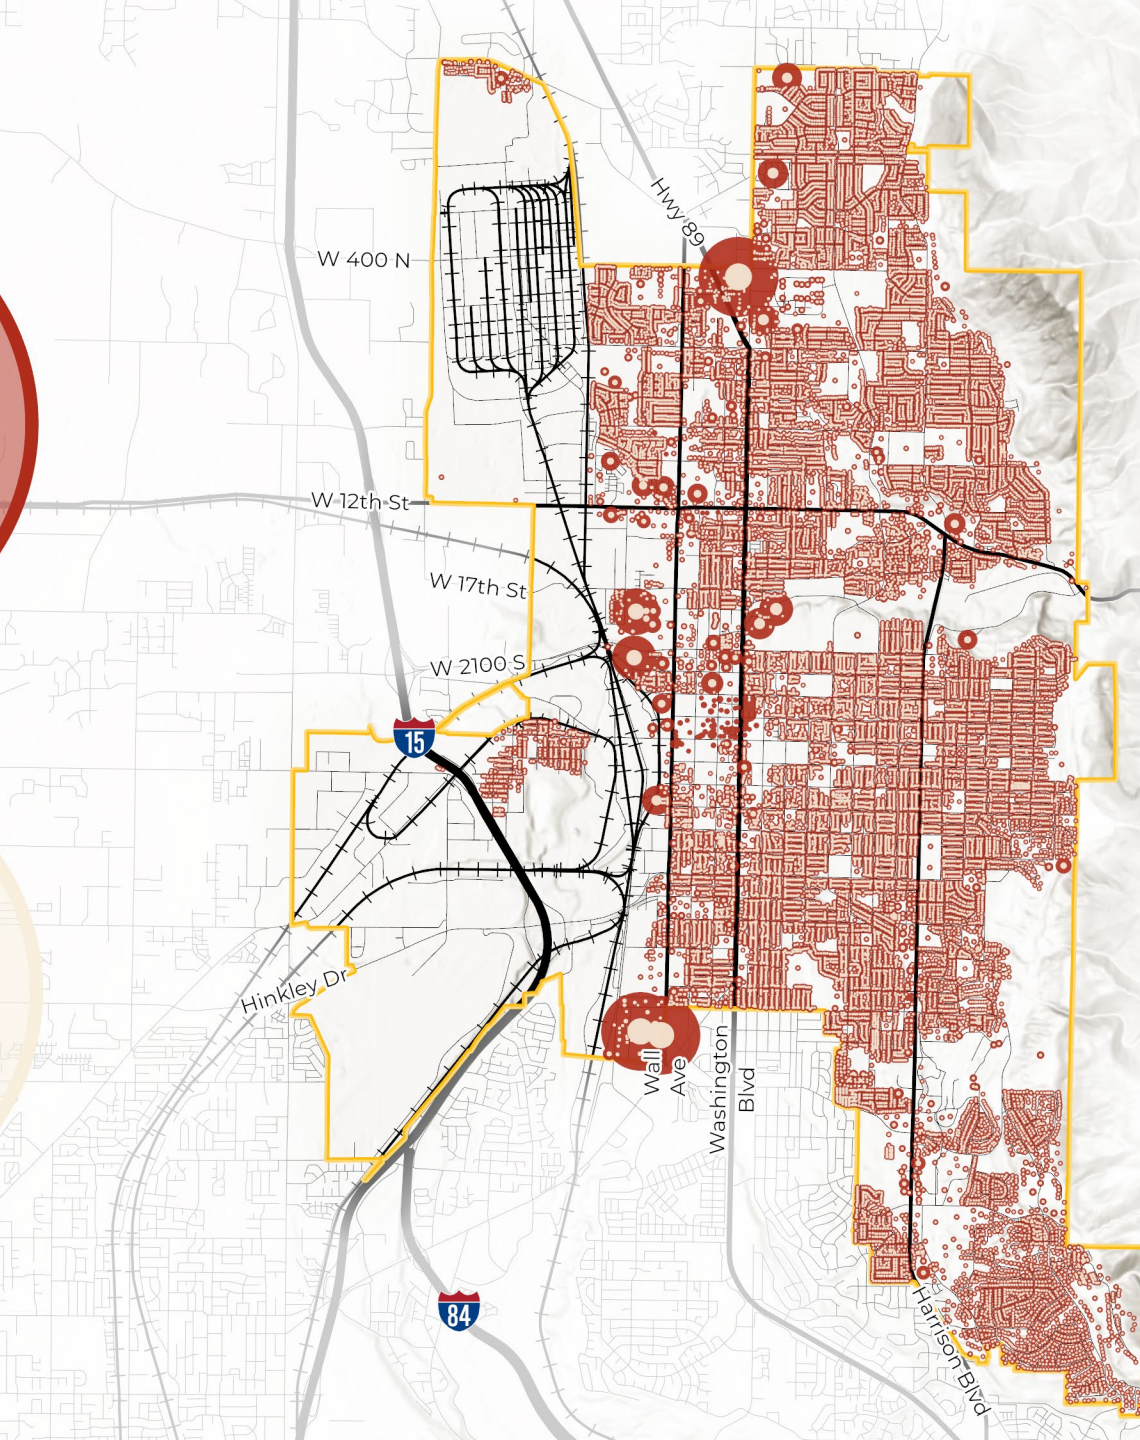 Hwy 89
W 400 N
W 12th St
W 17th St
W 2100 S
15
Hinkley Dr
Wall
Ave
Washington
Blvd
84
Harrison Blvd